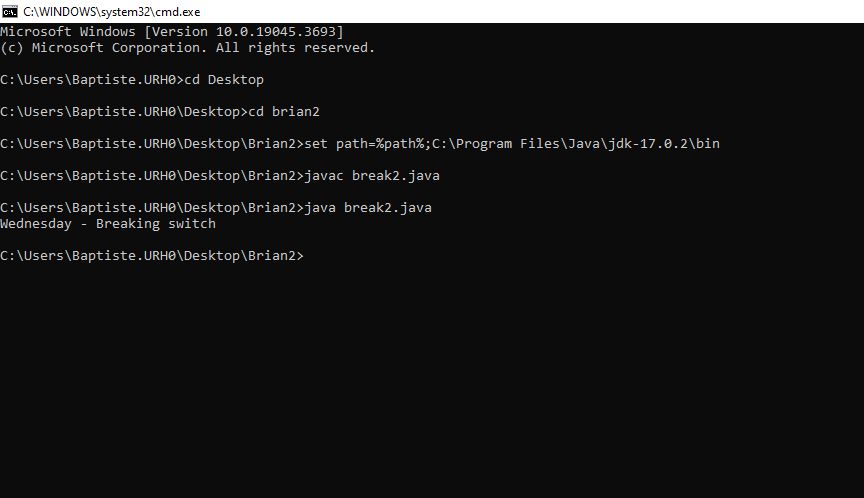 C:\WINDOWS\system32\cmd.exe
Microsoft Windows [Version 10.0.19045.3693]
(c) Microsoft Corporation. All rights reserved.
C:\Users\Baptiste.URH0>cd Desktop
C:\Users\Baptiste.URH0\Desktop>cd brian2
C:\Users\Baptiste.URH0\Desktop\Brian2>set path=%path%;C:\Program Files\Java\jdk-17.0.2\bin
C:\Users\Baptiste.URH0\Desktop\Brian2>javac break2.java
C:\Users\Baptiste.URH0\Desktop\Brian2>java break2.java
Wednesday - Breaking switch
C:\Users\Baptiste.URH0\Desktop\Brian2>